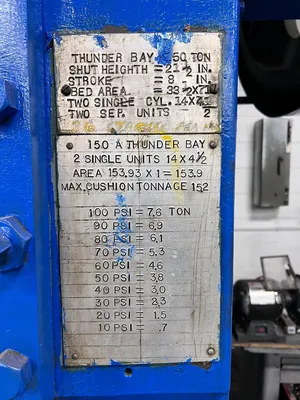 THUNDER BAY 150 TON
SHUT HEIGHTH = 21 1/2 IN.
STROKE = 8 IN.
BED AREA = 33 1/2 X
TWO SINGLE CYL. 14 X 4 1/2
TWO SEP. UNITS 2
150 A THUNDER BAY
2 SINGLE UNITS 14 X 4 1/2
AREA 153.93 X 1 = 153.9
MAX. CUSHION TONNAGE 15.2
100 PSI = 7.6 TON
90 PSI = 6.9
80 PSI = 6.1
70 PSI = 5.3
60 PSI = 4.6
50 PSI = 3.8
40 PSI = 3.0
30 PSI = 2.3
20 PSI = 1.5
10 PSI = .7